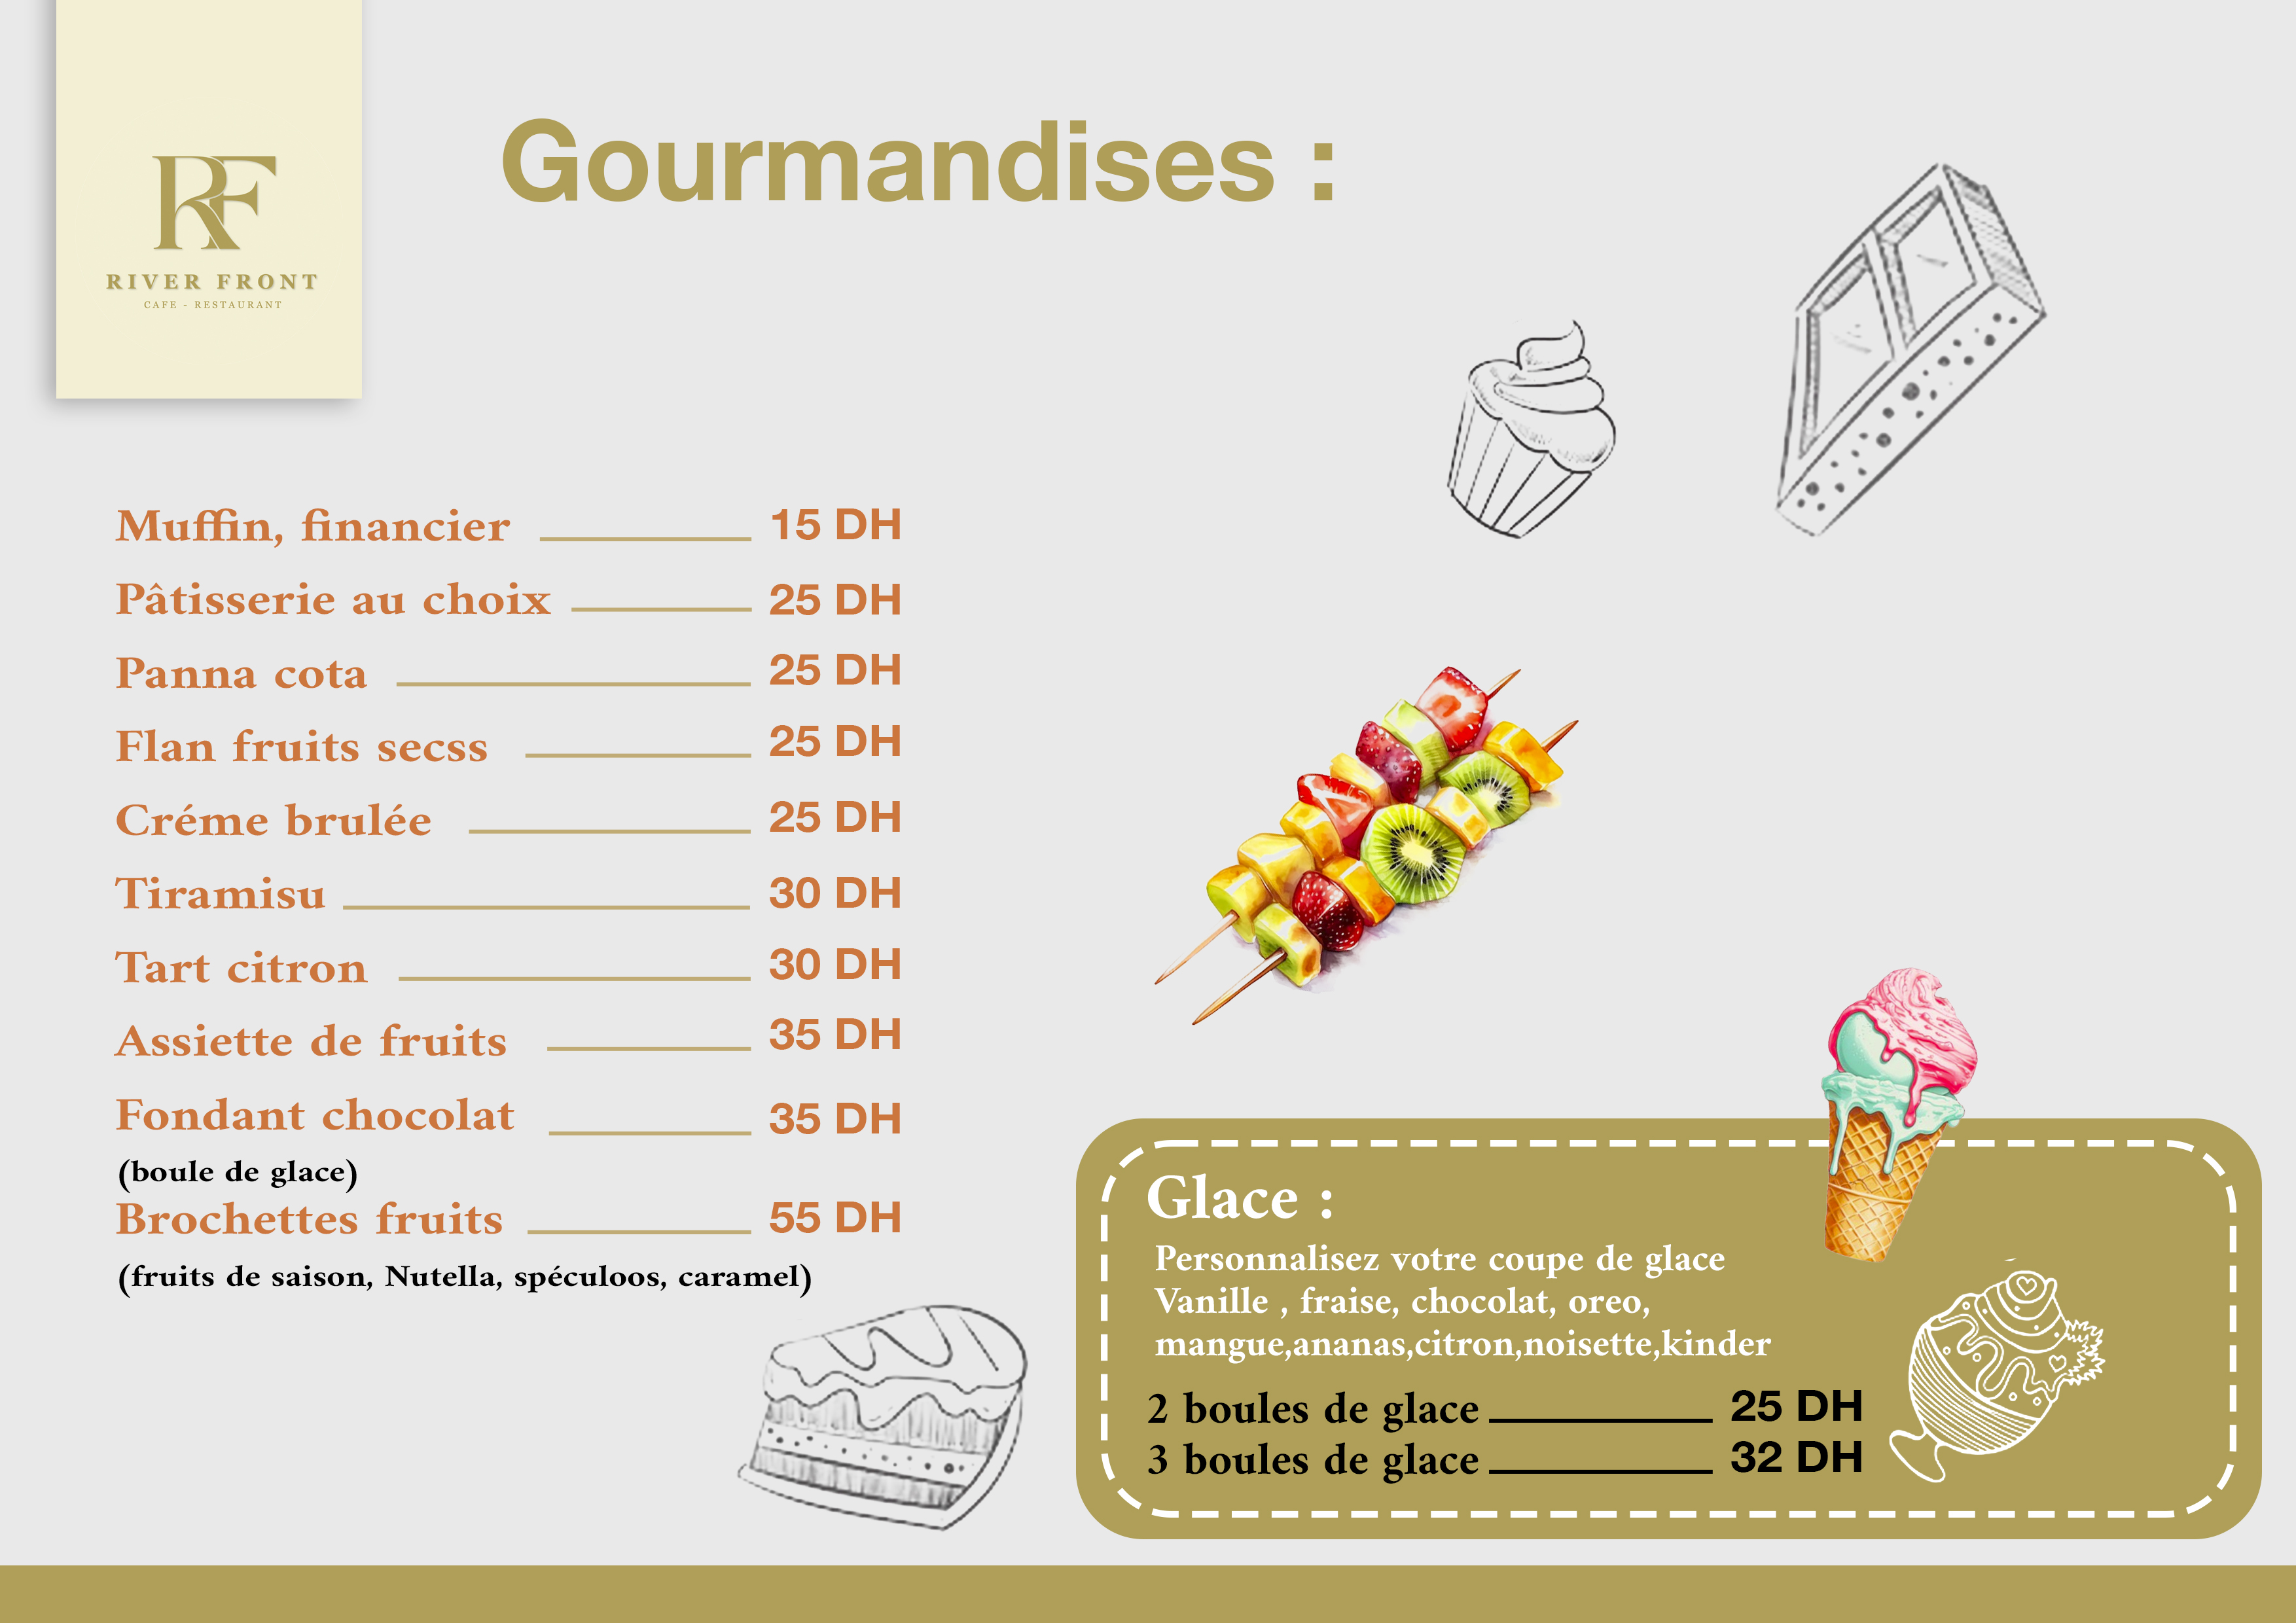 RF
RIVER FRONT
CAFE - RESTAURANT
Gourmandises :
Muffin, financier 15 DH
Pâtisserie au choix 25 DH
Panna cota 25 DH
Flan fruits secss 25 DH
Créme brulée 25 DH
Tiramisu 30 DH
Tart citron 30 DH
Assiette de fruits 35 DH
Fondant chocolat 35 DH
(boule de glace)
Brochettes fruits 55 DH
(fruits de saison, Nutella, spéculoos, caramel)
Glace :
Personnalisez votre coupe de glace
Vanille , fraise, chocolat, oreo,
mangue,ananas,citron,noisette,kinder
2 boules de glace 25 DH
3 boules de glace 32 DH